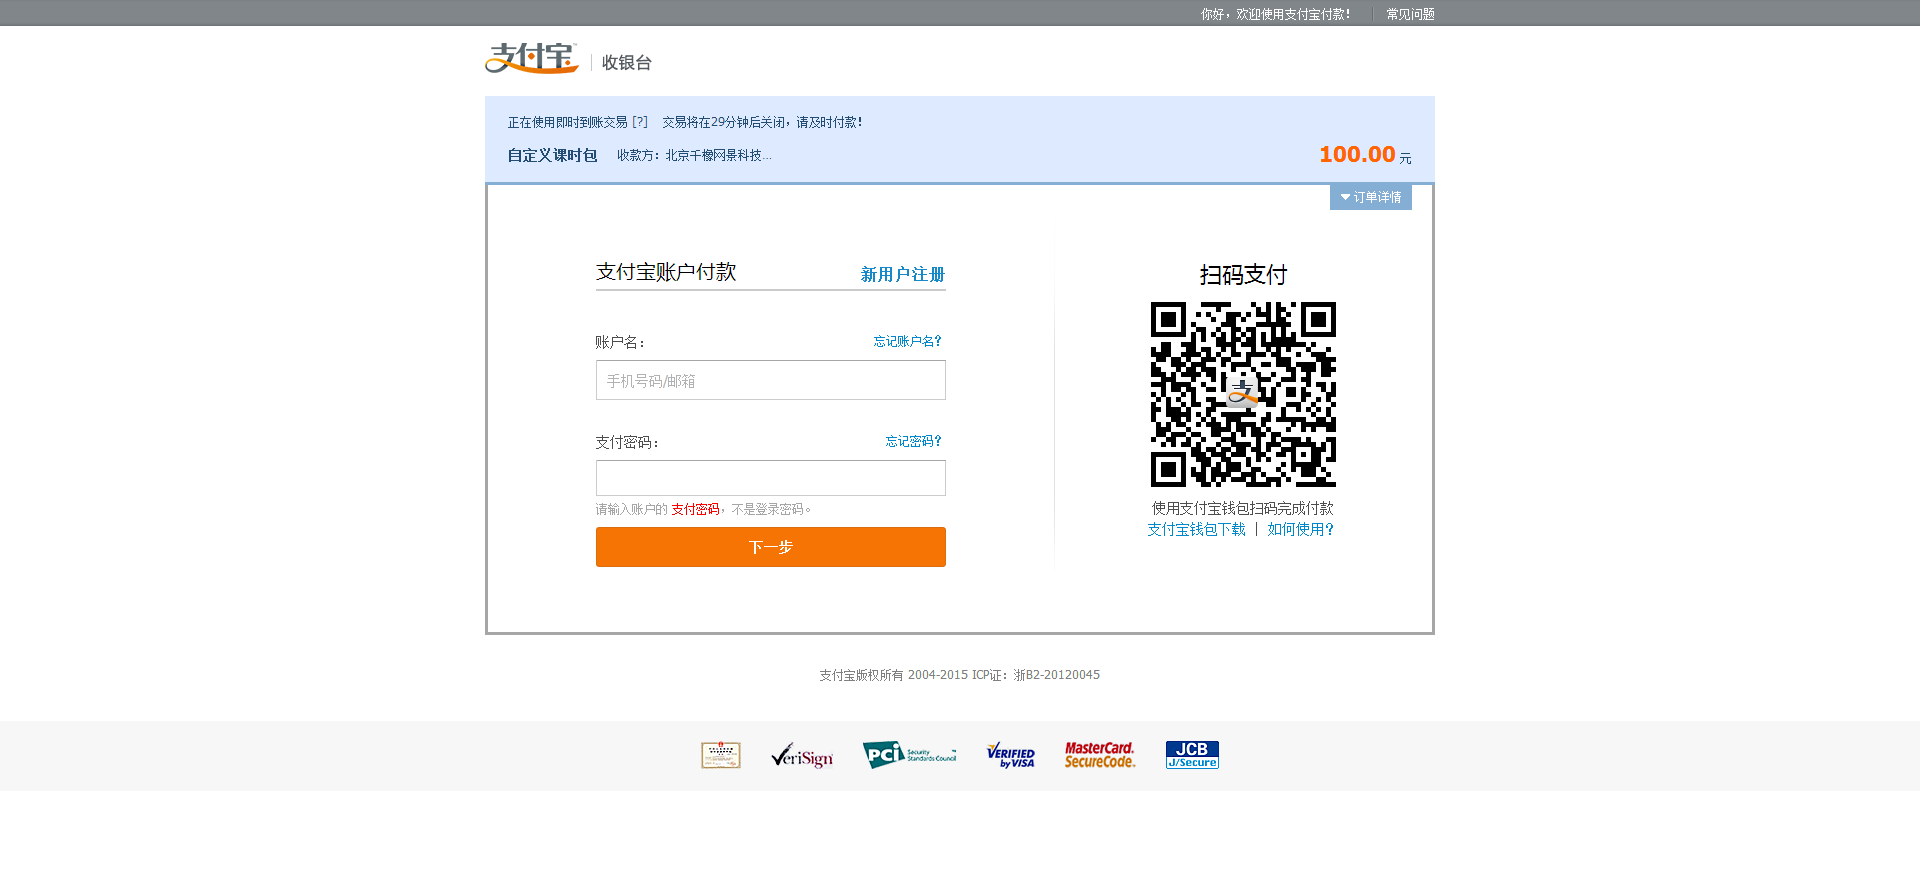 你好，欢迎使用支付宝付款！ 常见问题
支付宝 收银台
正在使用即时到账交易 [?] 交易将在29分钟后关闭，请及时付款！
自定义课时包 收款方：北京千橡网景科技... 100.00 元
订单详情
支付宝账户付款 新用户注册
账户名： 忘记账户名？
手机号码/邮箱
支付密码： 忘记密码？
请输入账户的 支付密码，不是登录密码。
下一步
扫码支付
支
使用支付宝钱包扫码完成付款
支付宝钱包下载 | 如何使用？
支付宝版权所有 2004-2015 ICP证：浙B2-20120045
VeriSign
PCI Security Standards Council
VERIFIED by VISA
MasterCard. SecureCode.
JCB J/Secure